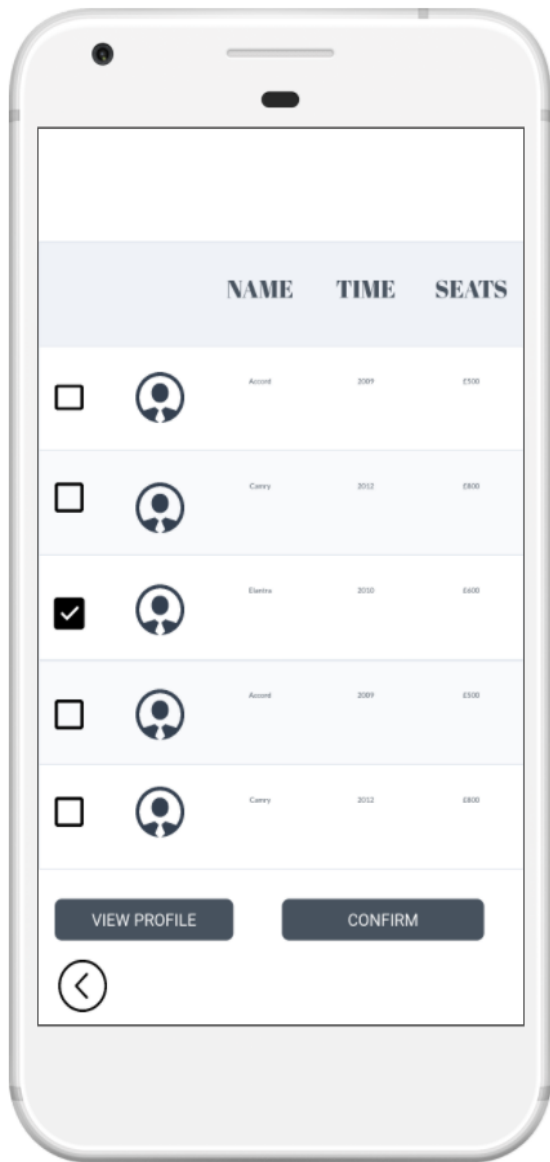 NAME TIME SEATS
Accord 2009 £500
Camry 2012 £800
Elantra 2010 £600
Accord 2009 £500
Camry 2012 £800
VIEW PROFILE CONFIRM